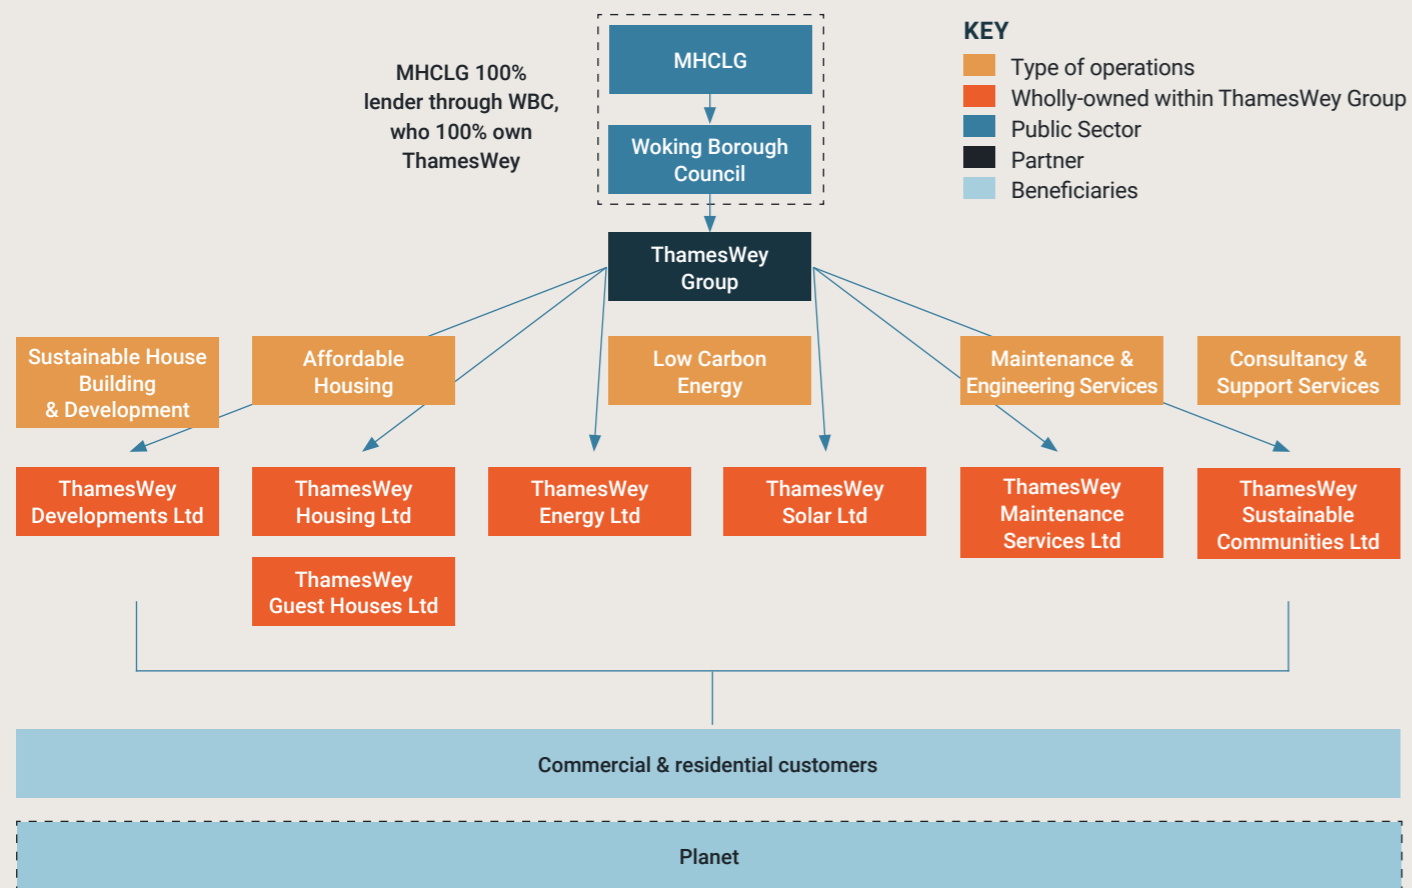 MHCLG 100%
lender through WBC,
who 100% own
ThamesWey
MHCLG
Woking Borough
Council
KEY
Type of operations
Wholly-owned within ThamesWey Group
Public Sector
Partner
Beneficiaries
ThamesWey
Group
Sustainable House
Building
& Development
Affordable
Housing
Low Carbon
Energy
Maintenance &
Engineering Services
Consultancy &
Support Services
ThamesWey
Developments Ltd
ThamesWey
Housing Ltd
ThamesWey
Energy Ltd
ThamesWey
Solar Ltd
ThamesWey
Maintenance
Services Ltd
ThamesWey
Sustainable
Communities Ltd
ThamesWey
Guest Houses Ltd
Commercial & residential customers
Planet